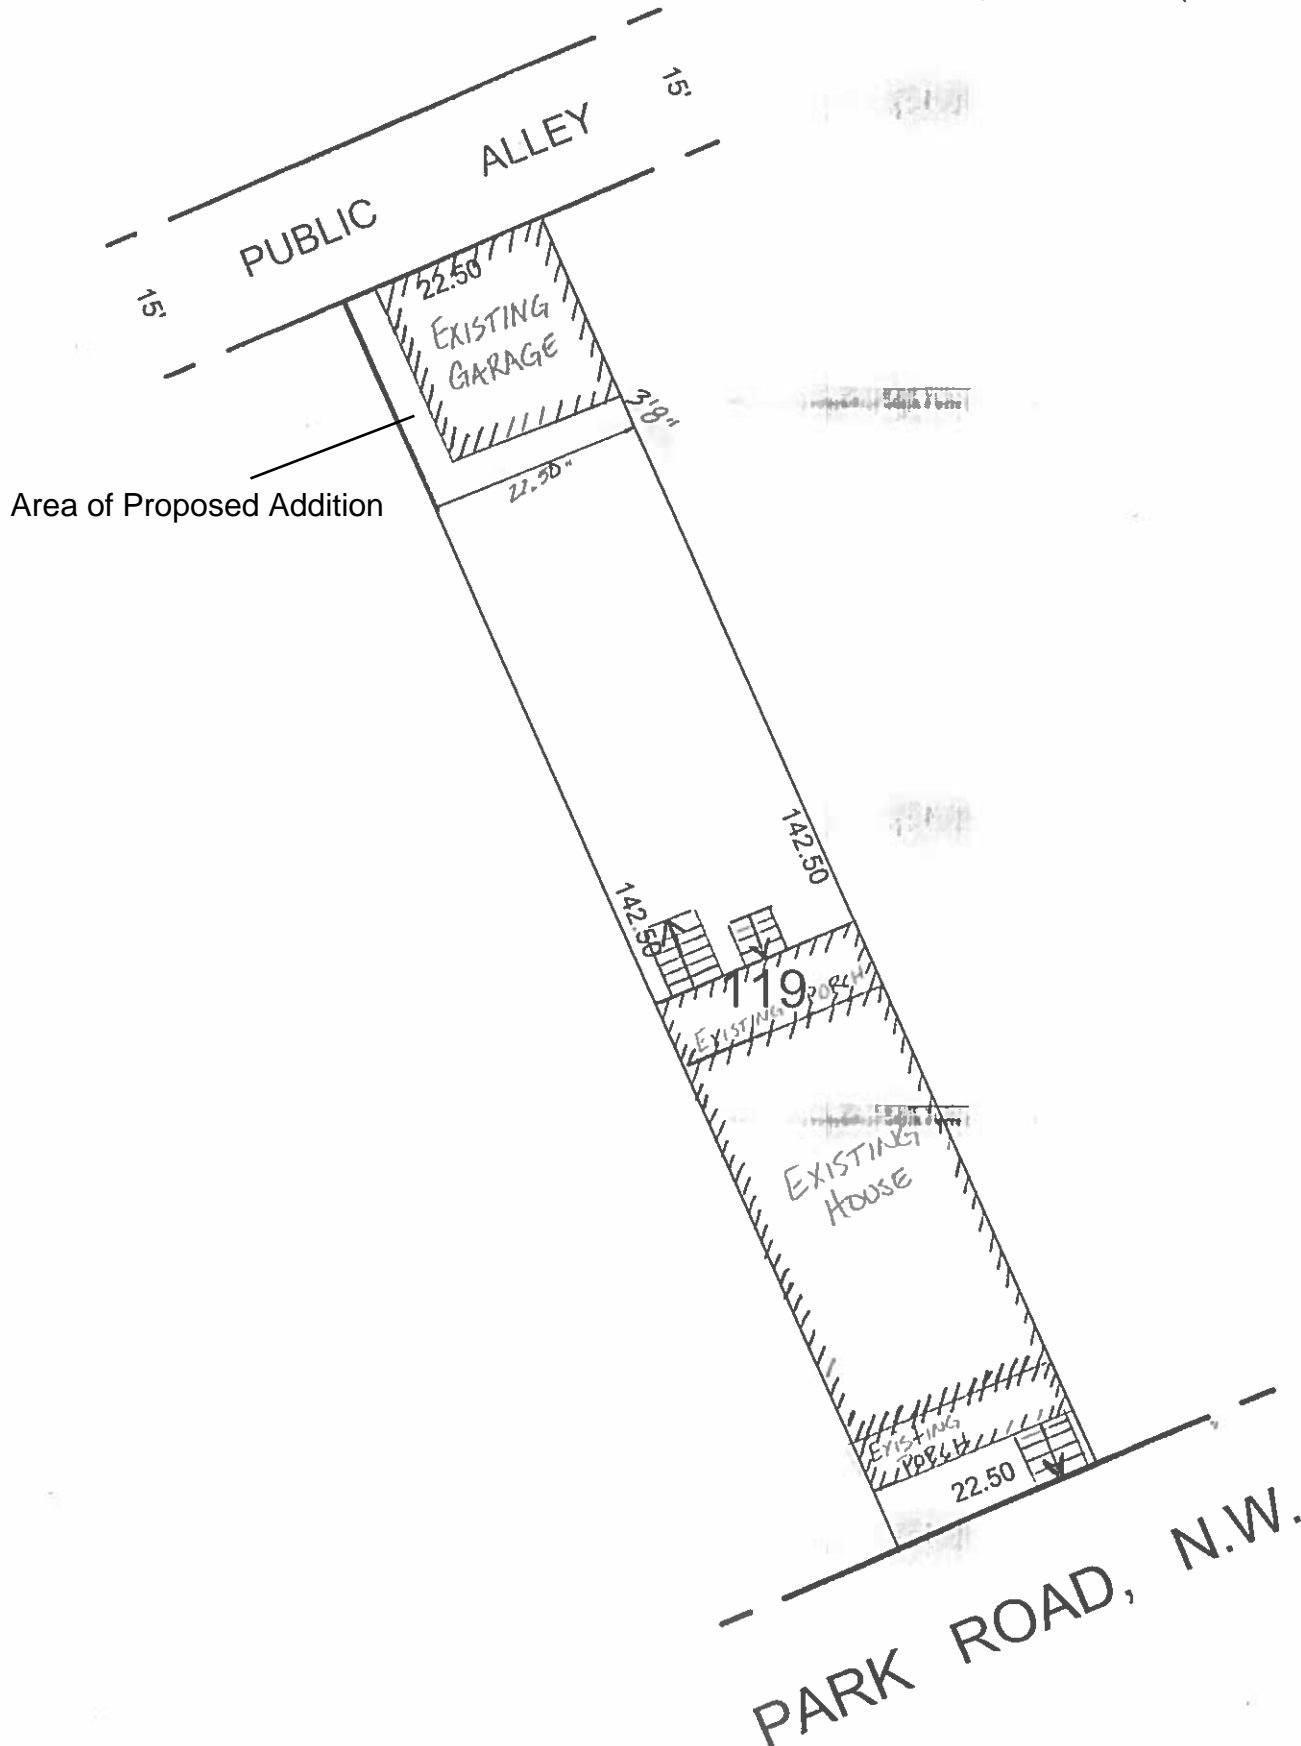 15'
PUBLIC ALLEY
15'
22.50
EXISTING
GARAGE
3'8"
22.50"
Area of Proposed Addition
142.50
142.50
119
EXISTING PORCH
EXISTING
HOUSE
EXISTING
PORCH
22.50
PARK ROAD, N.W.